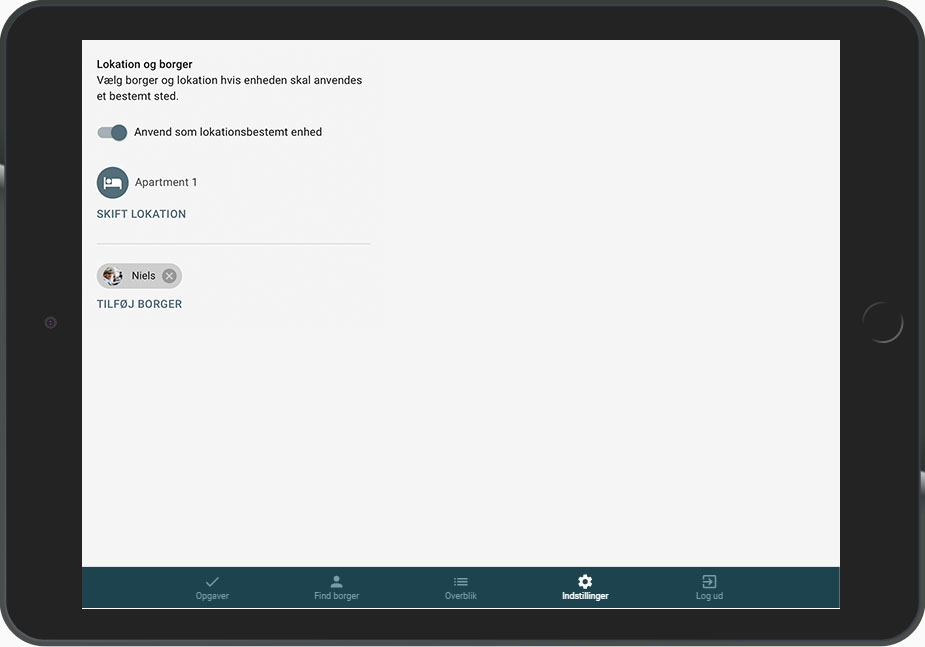 Lokation og borger
Vælg borger og lokation hvis enheden skal anvendes
et bestemt sted.
Anvend som lokationsbestemt enhed
Apartment 1
SKIFT LOKATION
Niels
TILFØJ BORGER
Opgaver
Find borger
Overblik
Indstillinger
Log ud